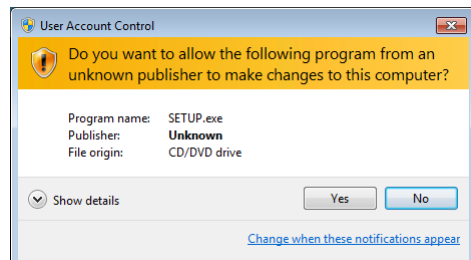 User Account Control
Do you want to allow the following program from an
unknown publisher to make changes to this computer?
Program name: SETUP.exe
Publisher: Unknown
File origin: CD/DVD drive
Show details Yes No
Change when these notifications appear